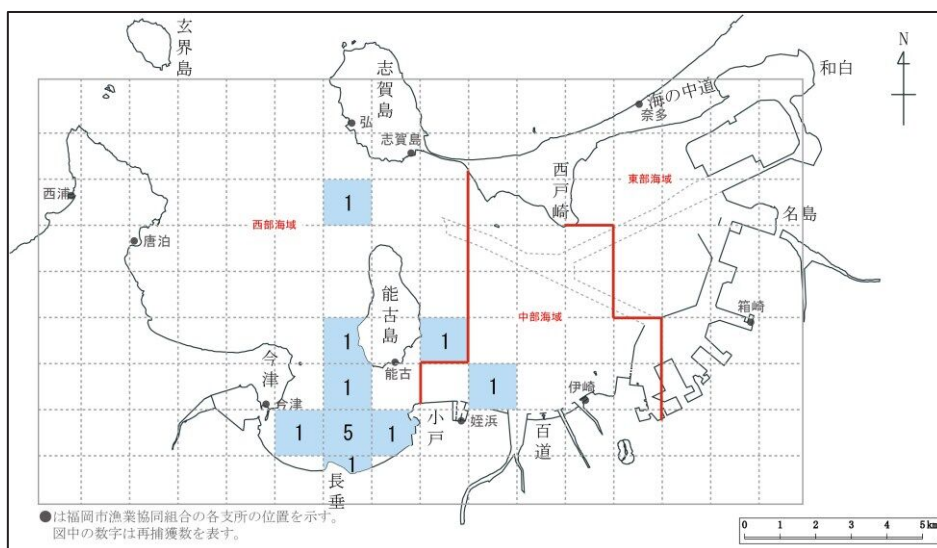 玄界島
志賀島
弘
志賀島
海の中道
奈多
和白
N
西浦
唐泊
西部海域
1
西戸崎
東部海域
名島
能古島
能古
中部海域
箱崎
1
1
1
1
今津
今津
小戸
姪浜
百道
伊崎
1
5
1
1
長垂
●は福岡市漁業協同組合の各支所の位置を示す。
図中の数字は再捕獲数を表す。
0 1 2 3 4 5km